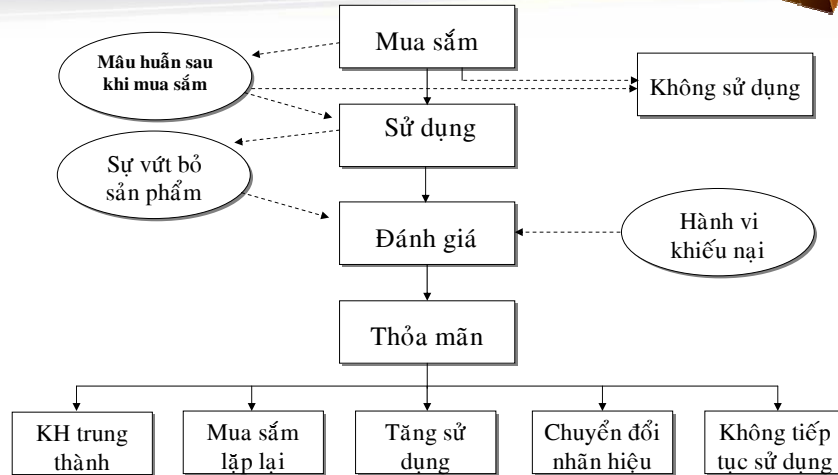 Mua sắm
Mâu huẫn sau
khi mua sắm
Không sử dụng
Sử dụng
Sự vứt bỏ
sản phẩm
Hành vi
khiếu nại
Đánh giá
Thỏa mãn
KH trung
thành
Mua sắm
lặp lại
Tăng sử
dụng
Chuyển đổi
nhãn hiệu
Không tiếp
tục sử dụng